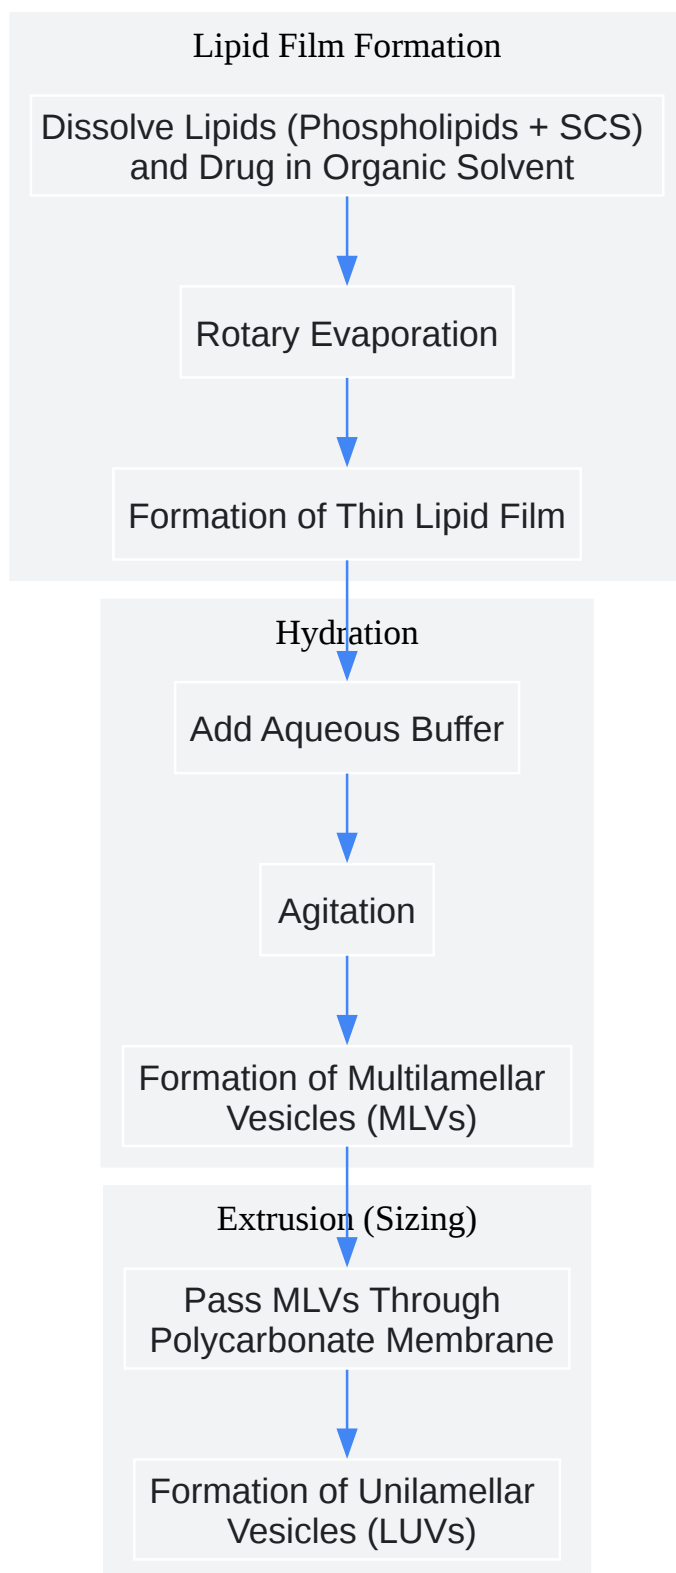 Lipid Film Formation
Dissolve Lipids (Phospholipids + SCS)
and Drug in Organic Solvent
Rotary Evaporation
Formation of Thin Lipid Film
Hydration
Add Aqueous Buffer
Agitation
Formation of Multilamellar
Vesicles (MLVs)
Extrusion (Sizing)
Pass MLVs Through
Polycarbonate Membrane
Formation of Unilamellar
Vesicles (LUVs)